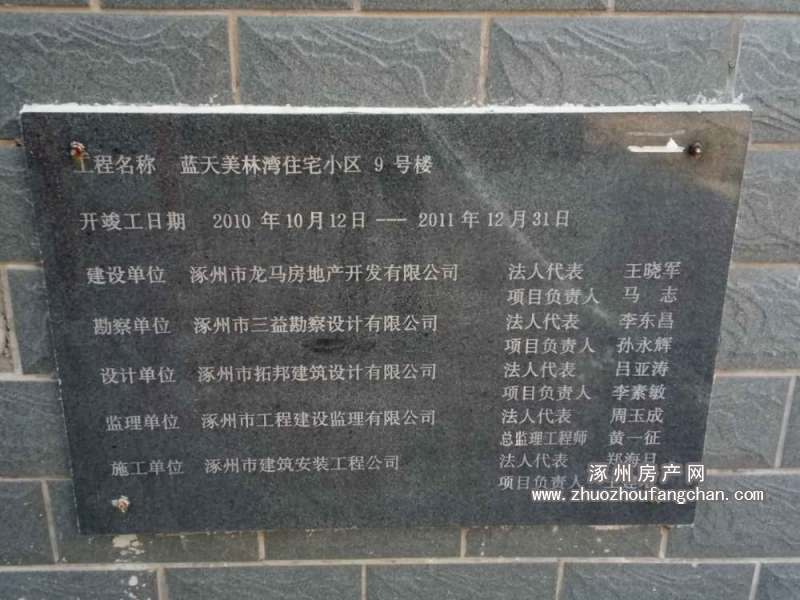 工程名称 蓝天美林湾住宅小区 9 号楼
开竣工日期 2010 年 10 月 12 日 --- 2011 年 12 月 31 日
建设单位 涿州市龙马房地产开发有限公司 法人代表 王晓军
项目负责人 马 志
勘察单位 涿州市三益勘察设计有限公司 法人代表 李东昌
项目负责人 孙永辉
设计单位 涿州市拓邦建筑设计有限公司 法人代表 吕亚涛
项目负责人 李素敏
监理单位 涿州市工程建设监理有限公司 法人代表 周玉成
总监理工程师 黄一征
施工单位 涿州市建筑安装工程公司 法人代表 郑海日
项目负责人
涿州房产网
www.zhuozhoufangchan.com